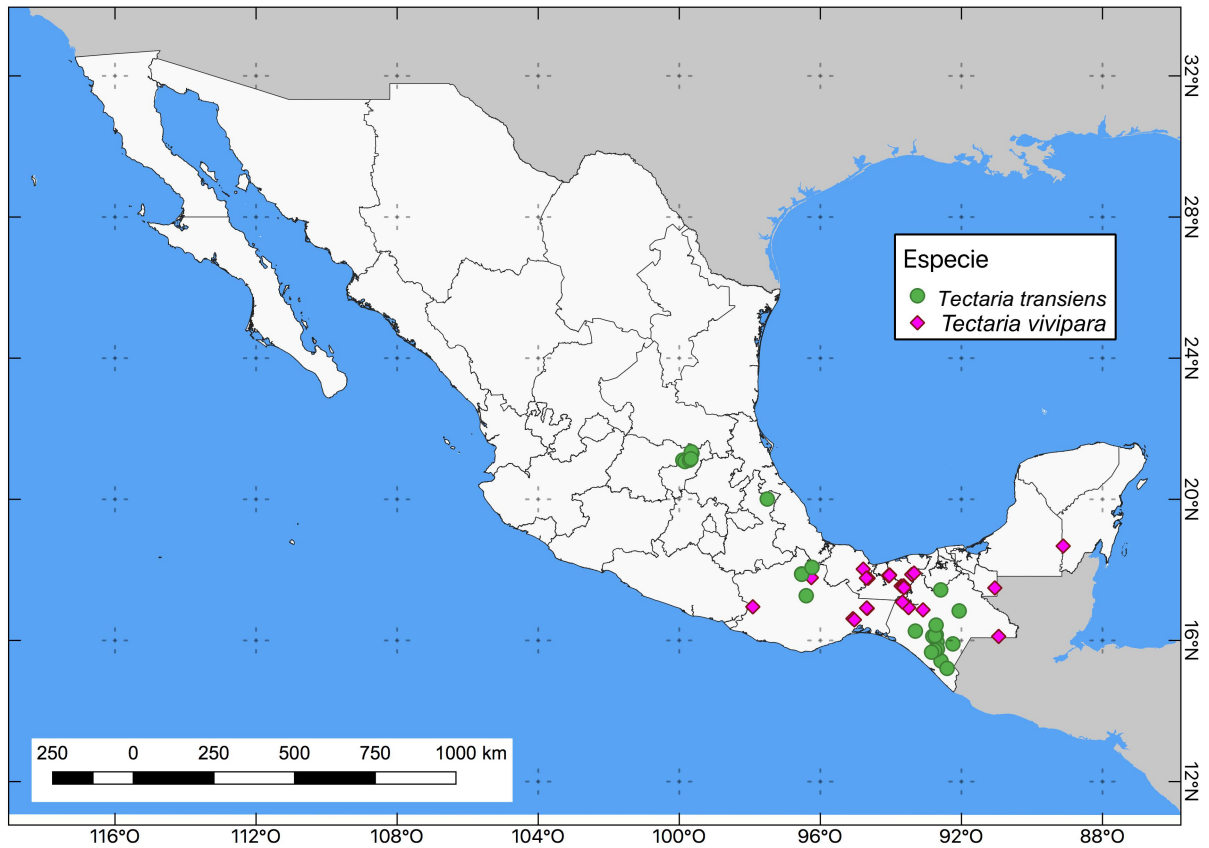 32°N
28°N
Especie
Tectaria transiens
Tectaria vivipara
24°N
20°N
16°N
250 0 250 500 750 1000 km
12°N
116°O 112°O 108°O 104°O 100°O 96°O 92°O 88°O